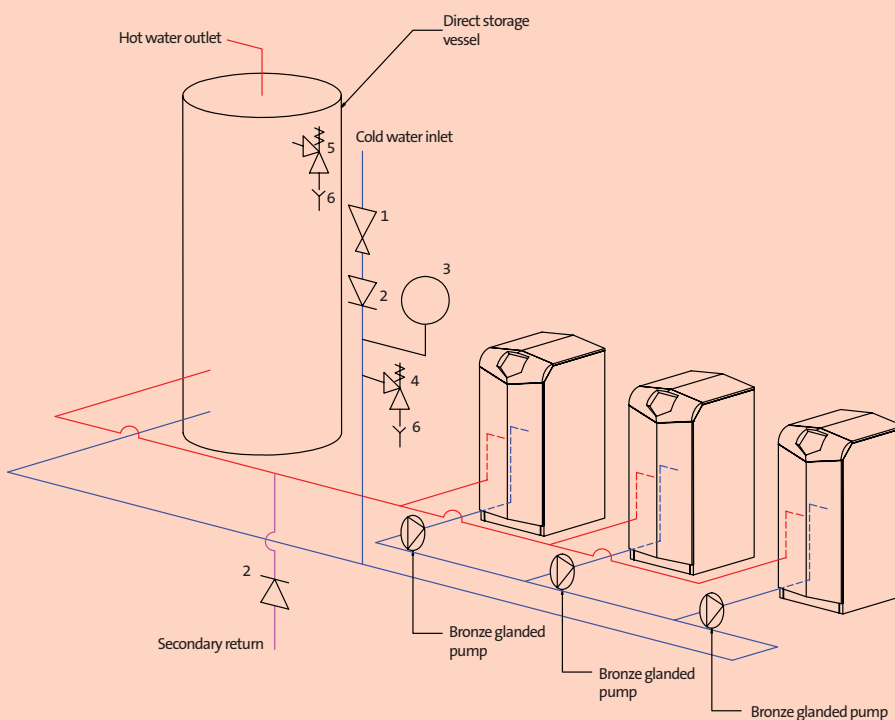 Direct storage
vessel
Hot water outlet
Cold water inlet
5
6
1
3
2
4
6
2
Secondary return
Bronze glanded
pump
Bronze glanded
pump
Bronze glanded pump